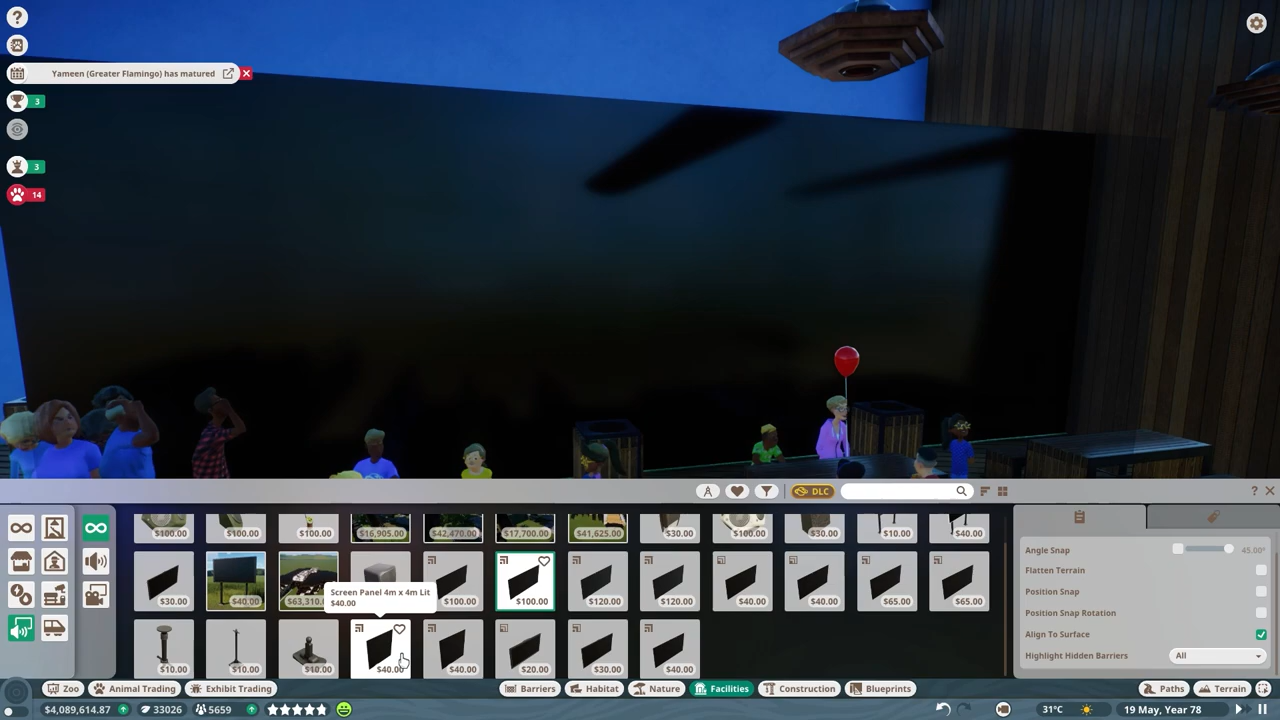 ?
Yameen (Greater Flamingo) has matured
3
3
14
DLC
?
$100.00 $100.00 $100.00 $16,905.00 $42,470.00 $17,700.00 $41,625.00 $30.00 $100.00 $30.00 $10.00 $40.00
$30.00 $40.00 $63,310 $100.00 $100.00 $120.00 $120.00 $40.00 $40.00 $65.00 $65.00
Screen Panel 4m x 4m Lit
$40.00
$10.00 $10.00 $10.00 $40.00 $40.00 $20.00 $30.00 $40.00
Angle Snap 45.00°
Flatten Terrain
Position Snap
Position Snap Rotation
Align To Surface
Highlight Hidden Barriers All
Zoo Animal Trading Exhibit Trading Barriers Habitat Nature Facilities Construction Blueprints Paths Terrain
$4,089,614.87 33026 5659 31°C 19 May, Year 78